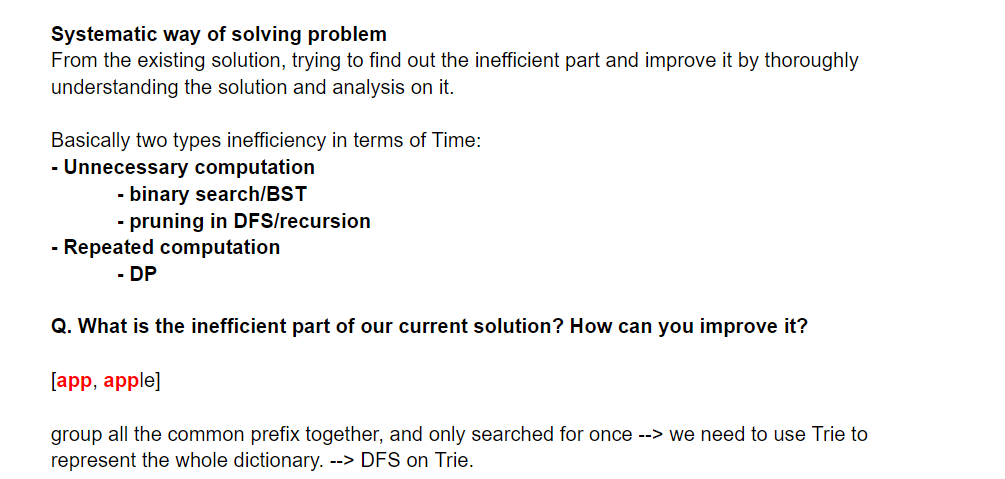 Systematic way of solving problem
From the existing solution, trying to find out the inefficient part and improve it by thoroughly
understanding the solution and analysis on it.
Basically two types inefficiency in terms of Time:
- Unnecessary computation
- binary search/BST
- pruning in DFS/recursion
- Repeated computation
- DP
Q. What is the inefficient part of our current solution? How can you improve it?
[app, apple]
group all the common prefix together, and only searched for once --> we need to use Trie to
represent the whole dictionary. --> DFS on Trie.